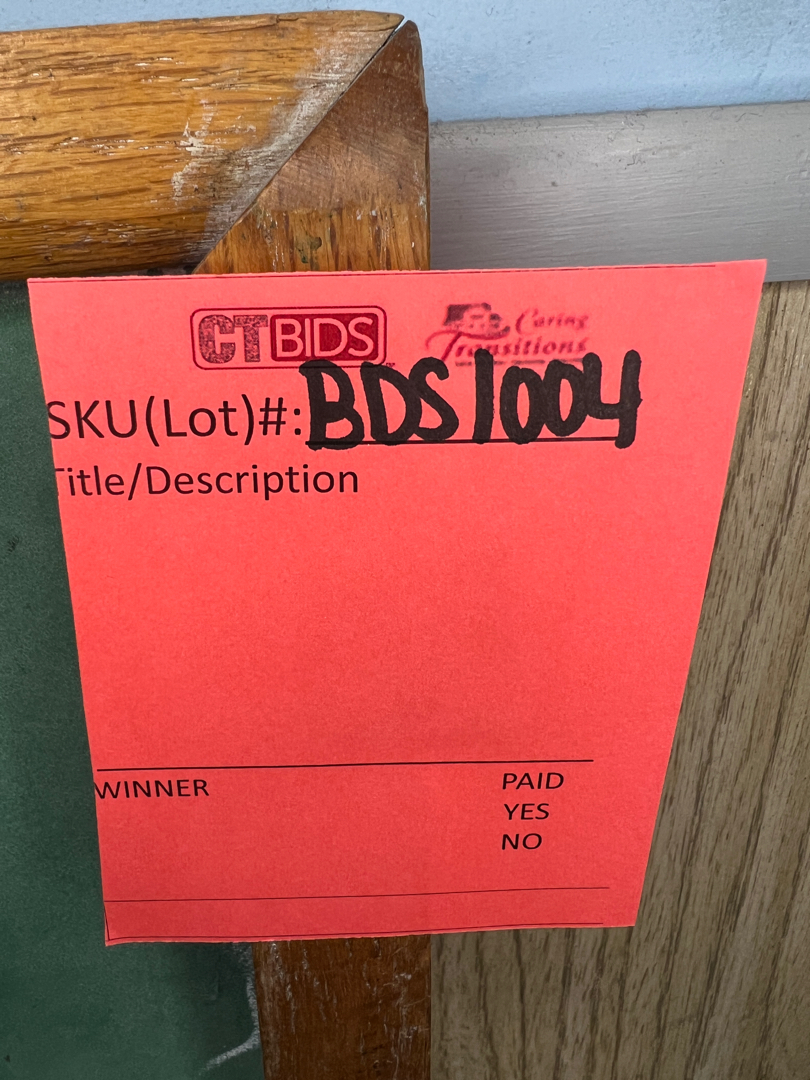 CTBIDS
Caring
Transitions
SKU(Lot)#: BDS1004
Title/Description
WINNER
PAID
YES
NO